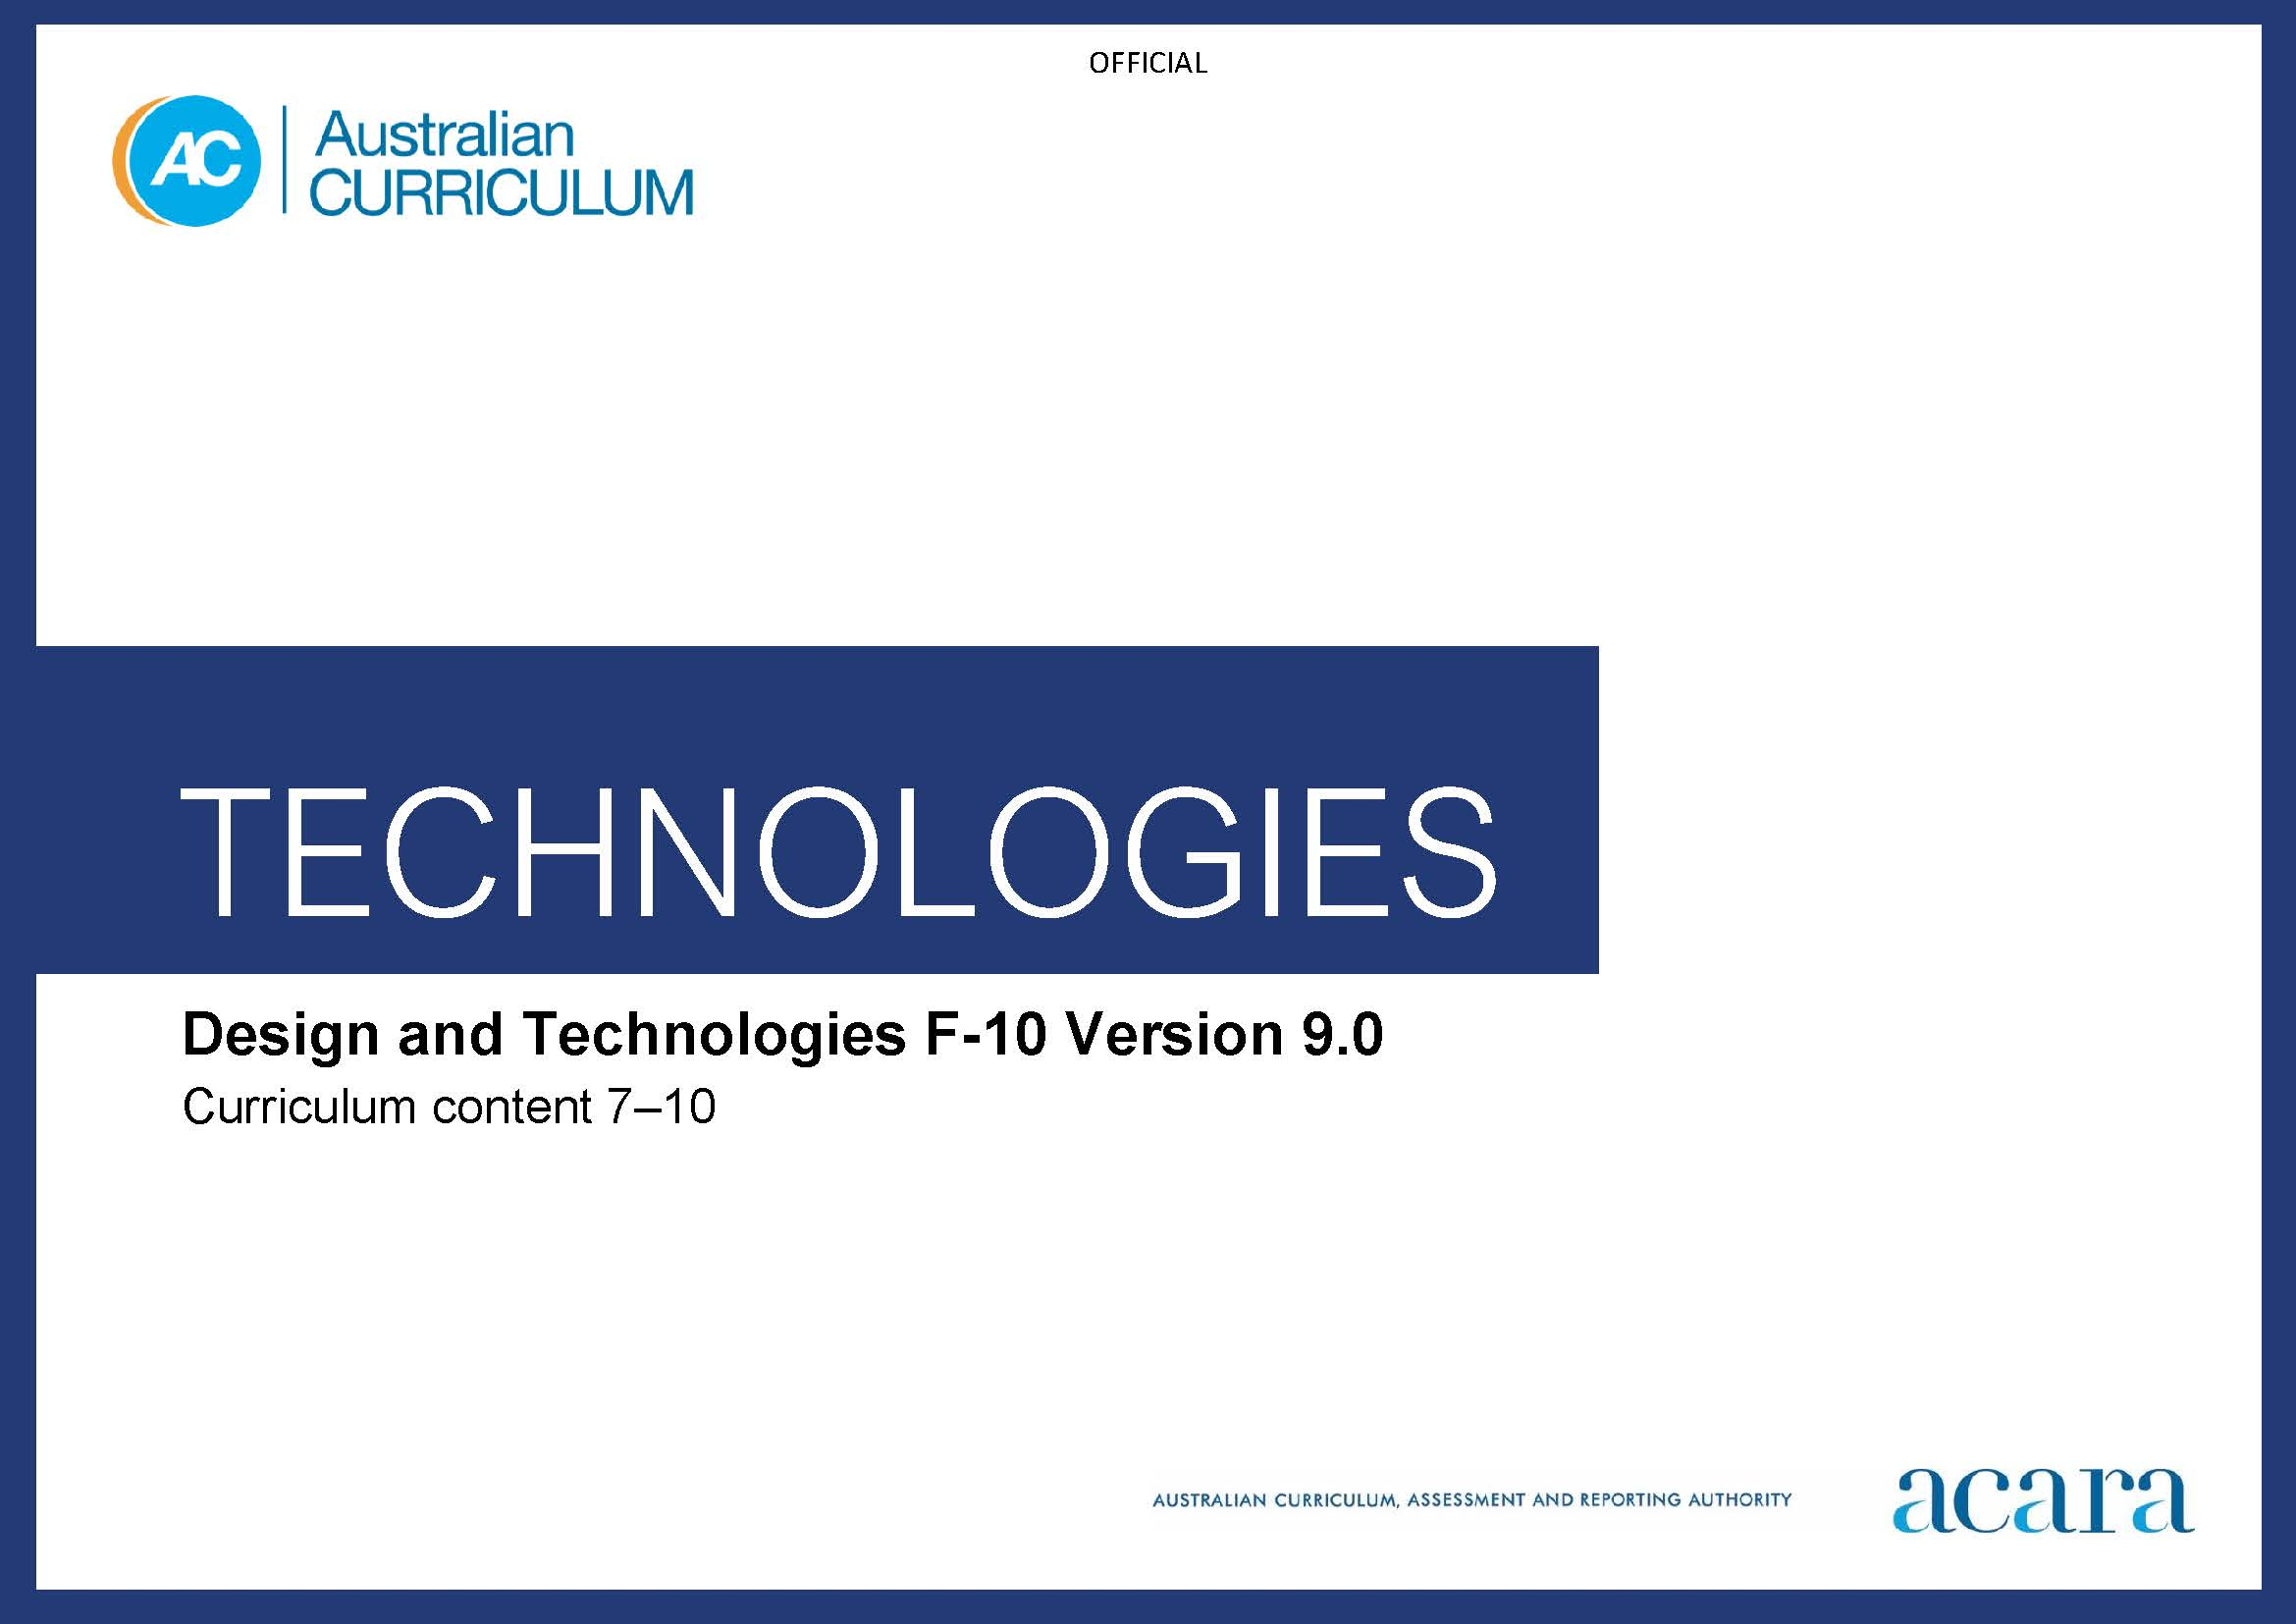 OFFICIAL
AC
Australian
CURRICULUM
TECHNOLOGIES
Design and Technologies F-10 Version 9.0
Curriculum content 7–10
AUSTRALIAN CURRICULUM, ASSESSMENT AND REPORTING AUTHORITY
acara